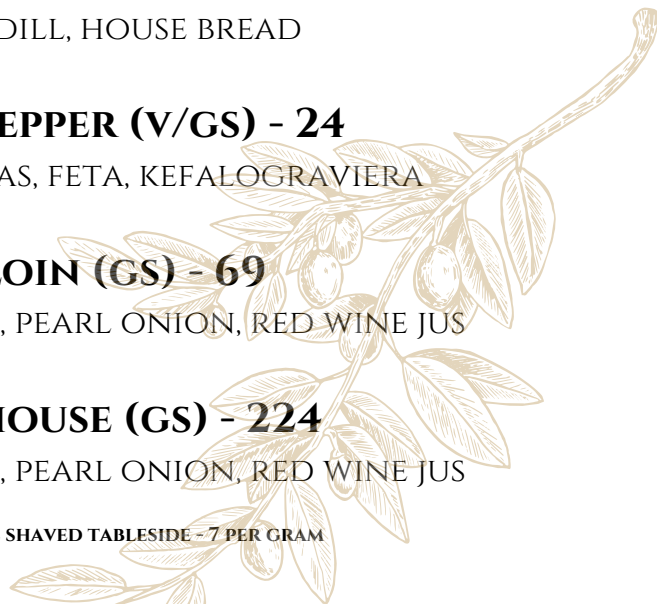 DILL, HOUSE BREAD
EPPER (V/GS) - 24
AS, FETA, KEFALOGRAVIERA
OIN (GS) - 69
, PEARL ONION, RED WINE JUS
HOUSE (GS) - 224
, PEARL ONION, RED WINE JUS
SHAVED TABLESIDE - 7 PER GRAM